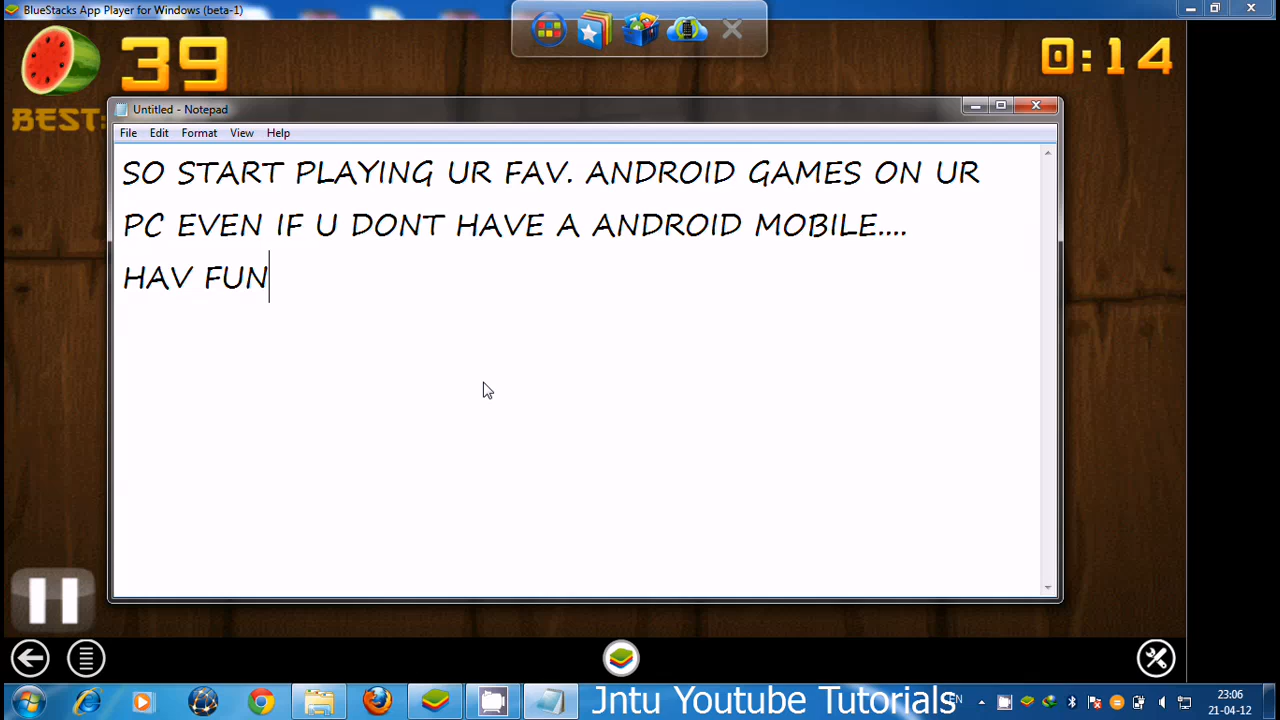 BlueStacks App Player for Windows (beta-1)
39
0:14
BEST:
Untitled - Notepad
File Edit Format View Help
SO START PLAYING UR FAV. ANDROID GAMES ON UR
PC EVEN IF U DONT HAVE A ANDROID MOBILE....
HAV FUN
Jntu Youtube Tutorials
EN
23:06
21-04-12